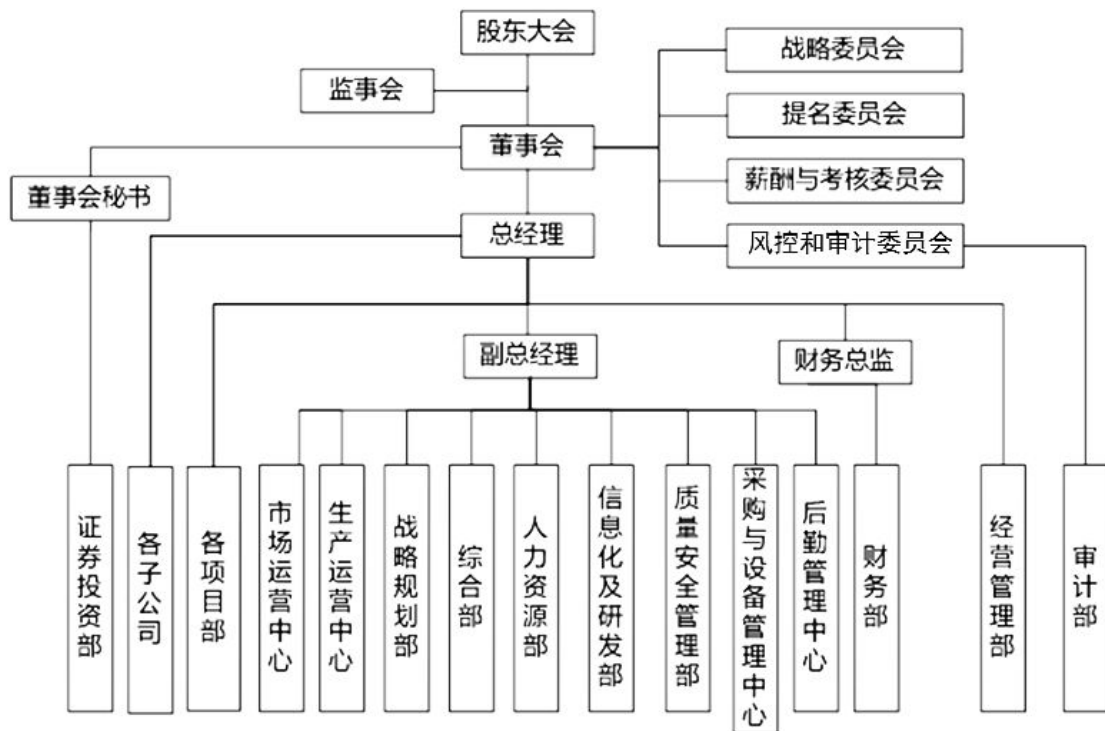 股东大会
战略委员会
监事会
提名委员会
董事会
薪酬与考核委员会
董事会秘书
总经理
风控和审计委员会
副总经理
财务总监
证券投资部
各子公司
各项目部
市场运营中心
生产运营中心
战略规划部
综合部
人力资源部
信息化及研发部
质量安全管理部
采购与设备管理中心
后勤管理中心
财务部
经营管理部
审计部